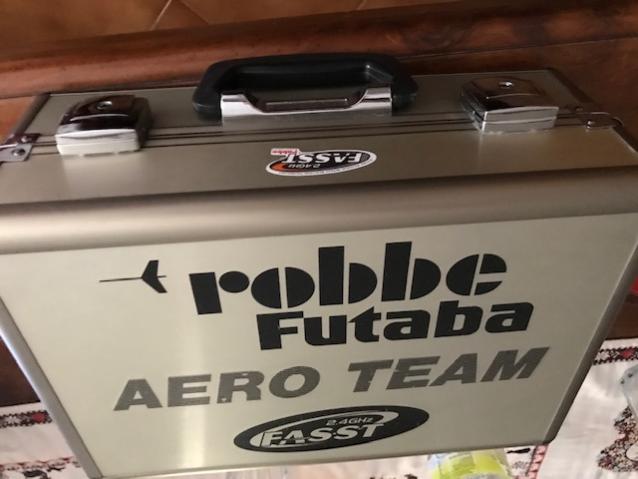 FASST
2.4GHz
robbe
Futaba
AERO TEAM
2.4GHz
FASST